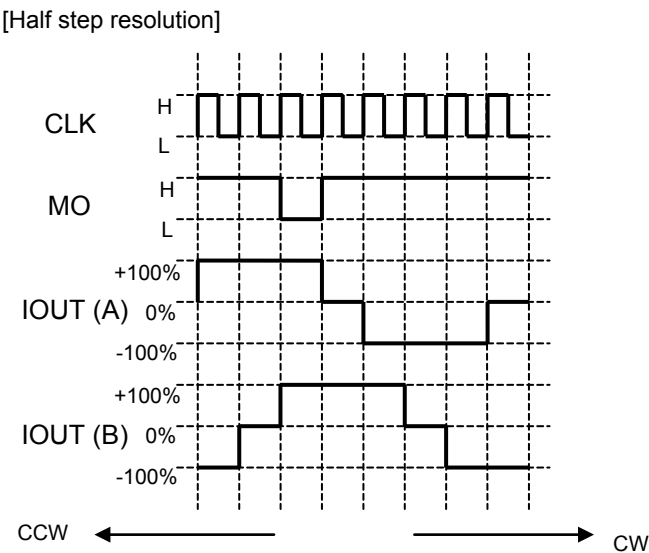 [Half step resolution]
CLK
H
L
MO
H
L
IOUT (A)
+100%
0%
-100%
IOUT (B)
+100%
0%
-100%
CCW
CW